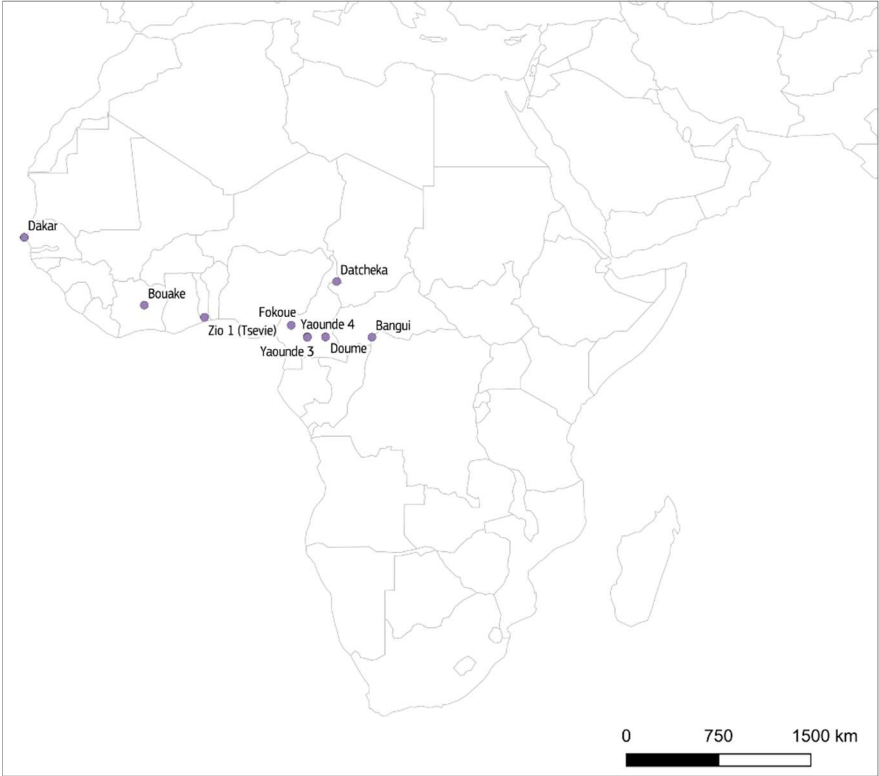 Dakar
Datcheka
Bouake
Fokoue
Zio 1 (Tsevie)
Yaounde 4
Bangui
Yaounde 3
Doume
0 750 1500 km